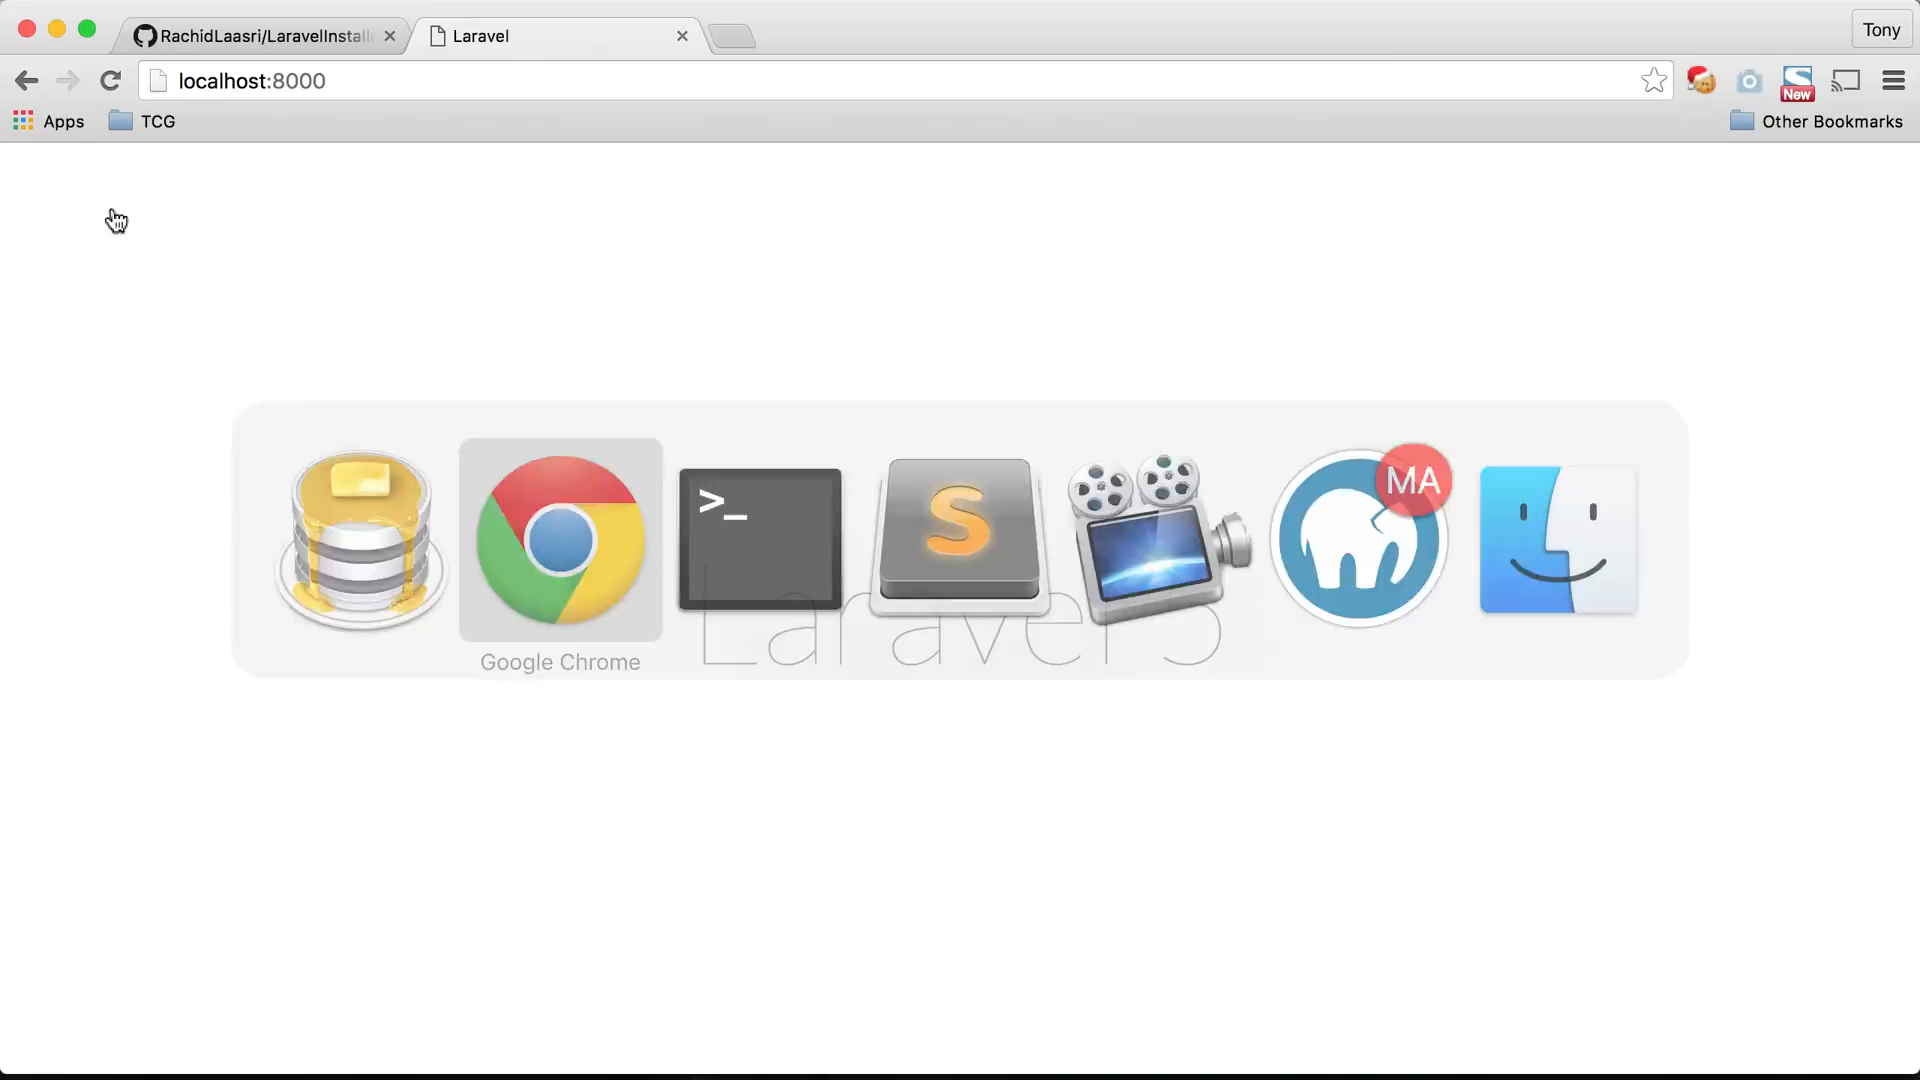 RachidLaasri/LaravelInstall
Laravel
Tony
localhost:8000
New
Apps
TCG
Other Bookmarks
>_
S
MA
Laravel 5
Google Chrome